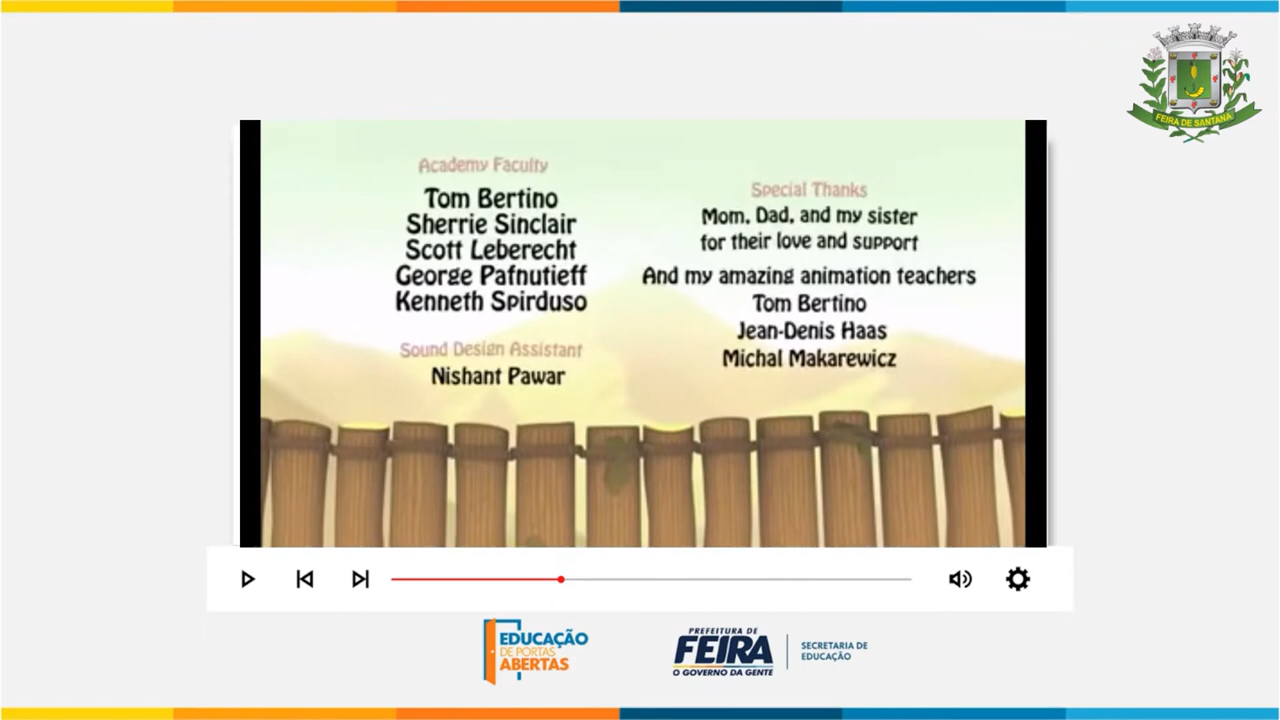 FEIRA DE SANTANA
Academy Faculty
Tom Bertino
Sherrie Sinclair
Scott Leberecht
George Pafnutieff
Kenneth Spirduso
Sound Design Assistant
Nishant Pawar
Special Thanks
Mom, Dad, and my sister
for their love and support
And my amazing animation teachers
Tom Bertino
Jean-Denis Haas
Michal Makarewicz
EDUCAÇÃO
DE PORTAS
ABERTAS
PREFEITURA DE
FEIRA
O GOVERNO DA GENTE
SECRETARIA DE
EDUCAÇÃO